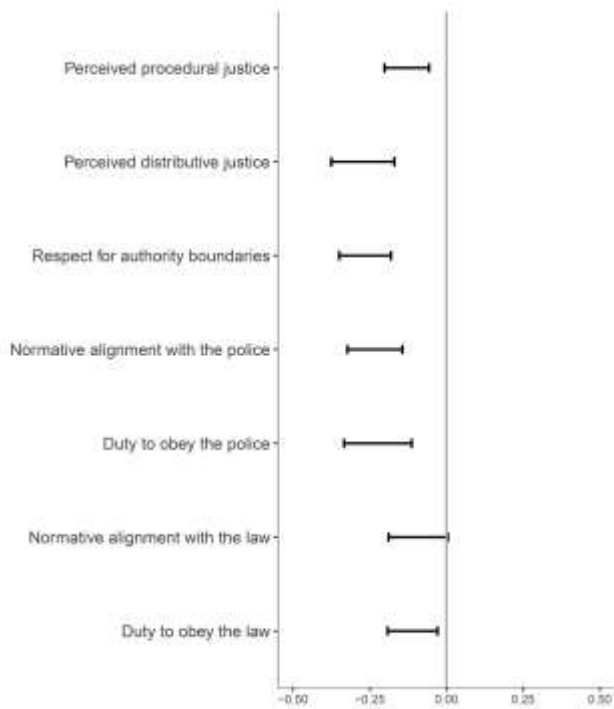 Perceived procedural justice
Perceived distributive justice
Respect for authority boundaries
Normative alignment with the police
Duty to obey the police
Normative alignment with the law
Duty to obey the law
−0.50 −0.25 0.00 0.25 0.50